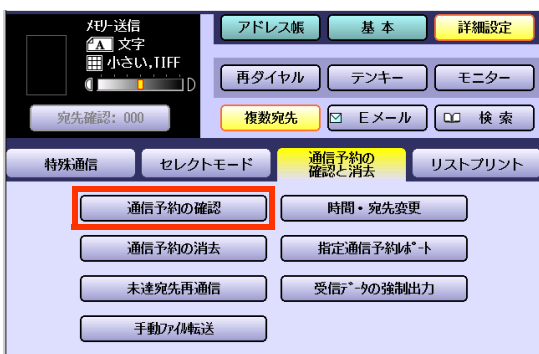 ﾒﾓﾘｰ送信
A 文字
小さい,TIFF
D
宛先確認: 000
アドレス帳
基本
詳細設定
再ダイヤル
テンキー
モニター
複数宛先
Eメール
検索
特殊通信
セレクトモード
通信予約の
確認と消去
リストプリント
通信予約の確認
時間・宛先変更
通信予約の消去
指定通信予約ﾚﾎﾟｰﾄ
未達宛先再通信
受信ﾃﾞｰﾀの強制出力
手動ﾌｧｲﾙ転送